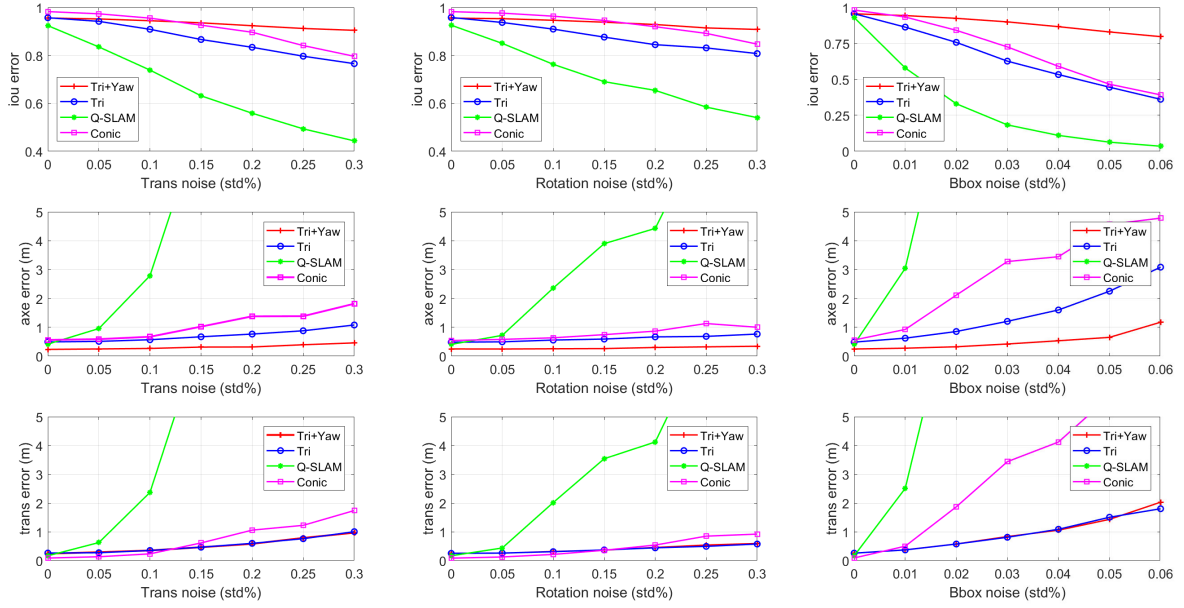 1
0.8
0.6
0.4
iou error
Tri+Yaw
Tri
Q-SLAM
Conic
0 0.05 0.1 0.15 0.2 0.25 0.3
Trans noise (std%)
1
0.8
0.6
0.4
iou error
Tri+Yaw
Tri
Q-SLAM
Conic
0 0.05 0.1 0.15 0.2 0.25 0.3
Rotation noise (std%)
1
0.75
0.5
0.25
0
iou error
Tri+Yaw
Tri
Q-SLAM
Conic
0 0.01 0.02 0.03 0.04 0.05 0.06
Bbox noise (std%)
5
4
3
2
1
0
axe error (m)
Tri+Yaw
Tri
Q-SLAM
Conic
0 0.05 0.1 0.15 0.2 0.25 0.3
Trans noise (std%)
5
4
3
2
1
0
axe error (m)
Tri+Yaw
Tri
Q-SLAM
Conic
0 0.05 0.1 0.15 0.2 0.25 0.3
Rotation noise (std%)
5
4
3
2
1
0
axe error (m)
Tri+Yaw
Tri
Q-SLAM
Conic
0 0.01 0.02 0.03 0.04 0.05 0.06
Bbox noise (std%)
5
4
3
2
1
0
trans error (m)
Tri+Yaw
Tri
Q-SLAM
Conic
0 0.05 0.1 0.15 0.2 0.25 0.3
Trans noise (std%)
5
4
3
2
1
0
trans error (m)
Tri+Yaw
Tri
Q-SLAM
Conic
0 0.05 0.1 0.15 0.2 0.25 0.3
Rotation noise (std%)
5
4
3
2
1
0
trans error (m)
Tri+Yaw
Tri
Q-SLAM
Conic
0 0.01 0.02 0.03 0.04 0.05 0.06
Bbox noise (std%)